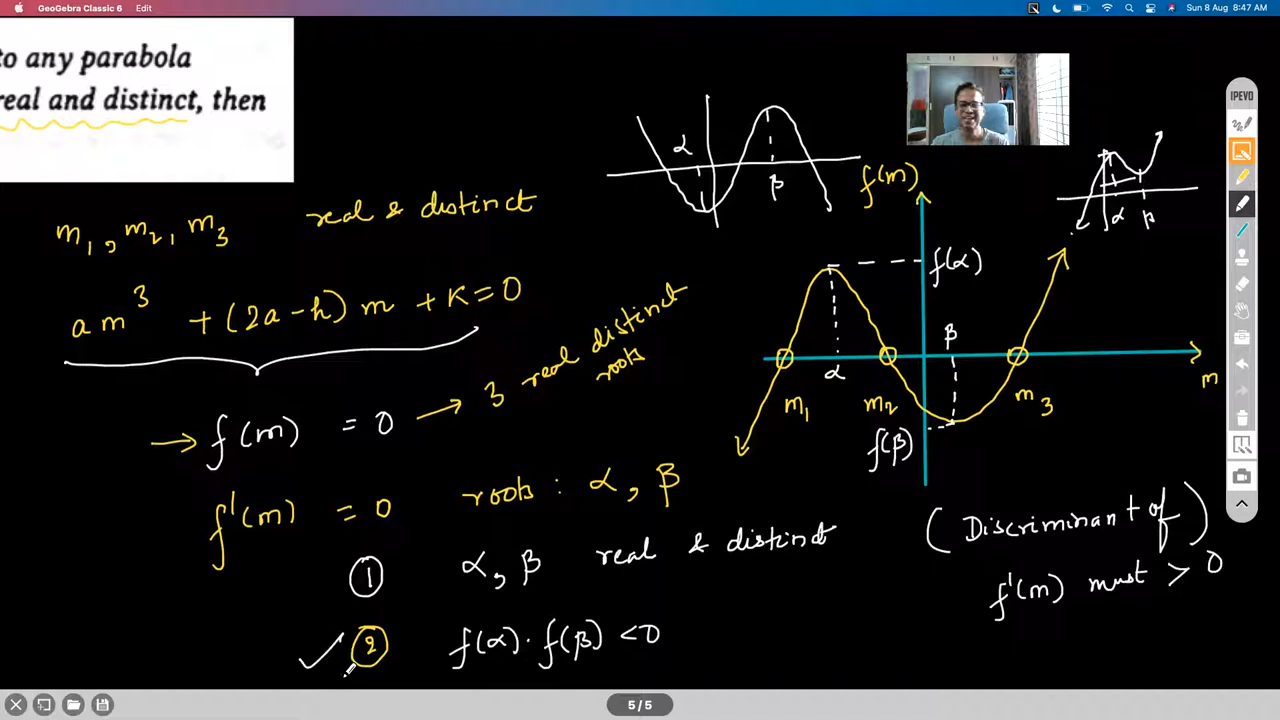 GeoGebra Classic 6 Edit
Sun 8 Aug 8:47 AM
to any parabola
real and distinct, then
IPEVO
m₁, m₂, m₃ real & distinct
am³ + (2a-h) m + k = 0
f(m) = 0 → 3 real distinct
roots
f'(m) = 0 roots : α, β
① α, β real & distinct
(Discriminant of
f'(m) must > 0)
② f(α) · f(β) < 0
α
β
f(m)
f(α)
β
α
m
m₁
m₂
m₃
f(β)
α
β
5 / 5